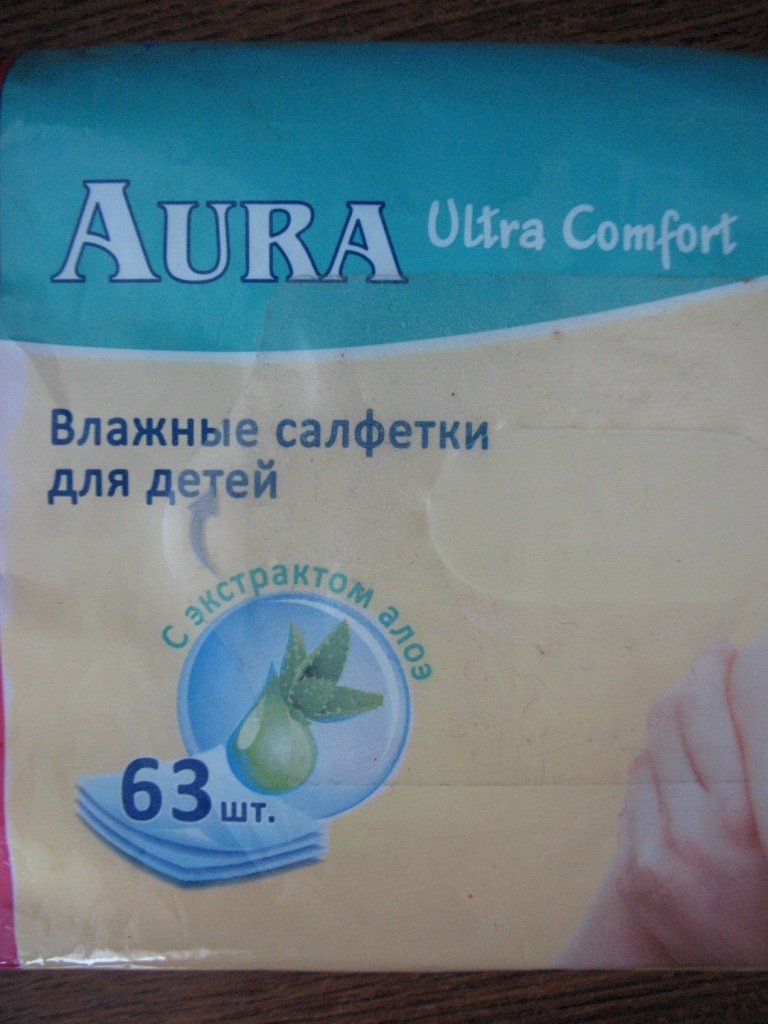 AURA Ultra Comfort
Влажные салфетки
для детей
С экстрактом алоэ
63 шт.